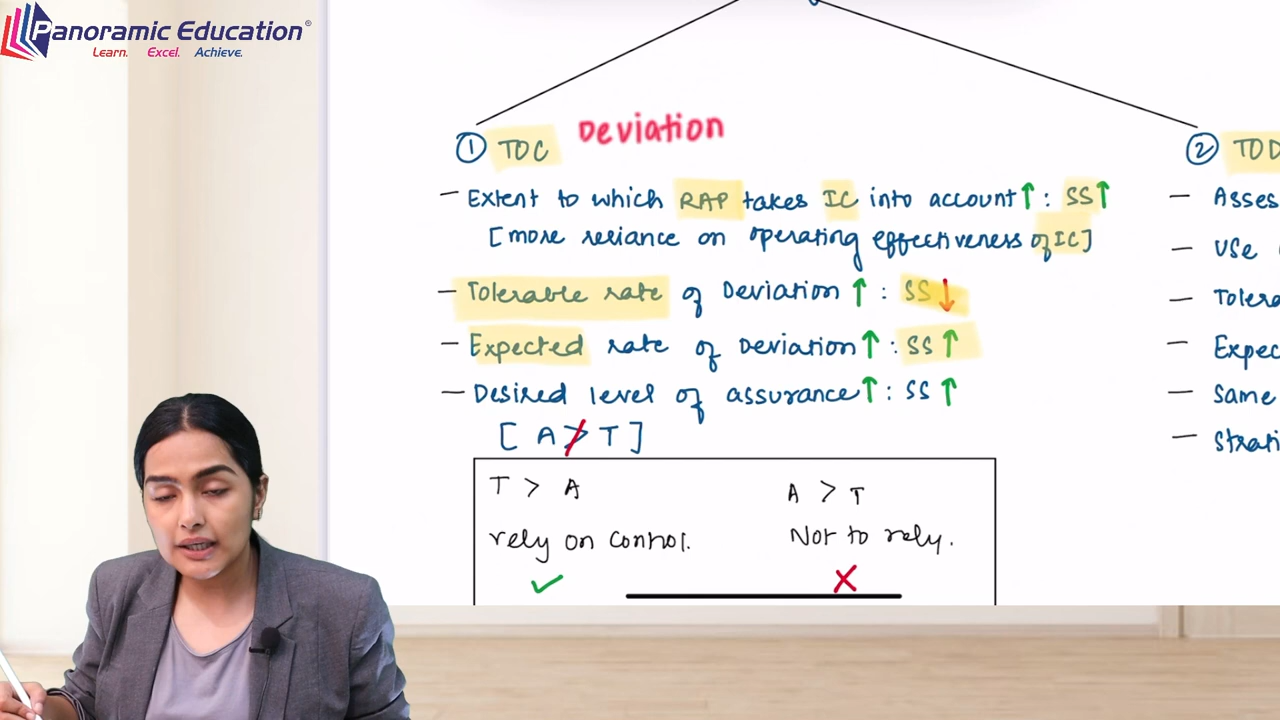 Panoramic Education®
Learn. Excel. Achieve.
① TOC Deviation
– Extent to which RAP takes IC into account ↑ : SS ↑
[more reliance on operating effectiveness of IC]
– Tolerable rate of Deviation ↑ : SS ↓
– Expected rate of Deviation ↑ : SS ↑
– Desired level of assurance ↑ : SS ↑
[ A ≯ T ]
T > A
rely on control.
✓
A > T
Not to rely.
✗
② TOD
– Asses
– Use
– Tolera
– Expec
– Same
– Strati